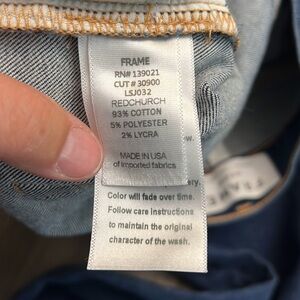 FRAME
RN# 139021
CUT # 30900
LSJ032
REDCHURCH
93% COTTON
5% POLYESTER
2% LYCRA
MADE IN USA
of imported fabrics
Color will fade over time.
Follow care instructions
to maintain the original
character of the wash.
FRAME